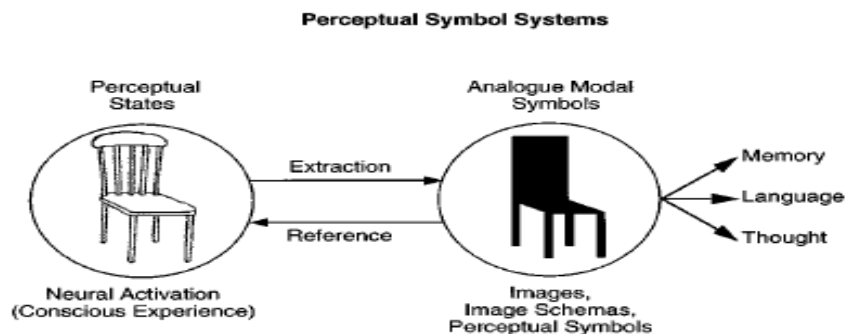 Perceptual Symbol Systems
Perceptual
States
Analogue Modal
Symbols
Extraction
Reference
Memory
Language
Thought
Neural Activation
(Conscious Experience)
Images,
Image Schemas,
Perceptual Symbols